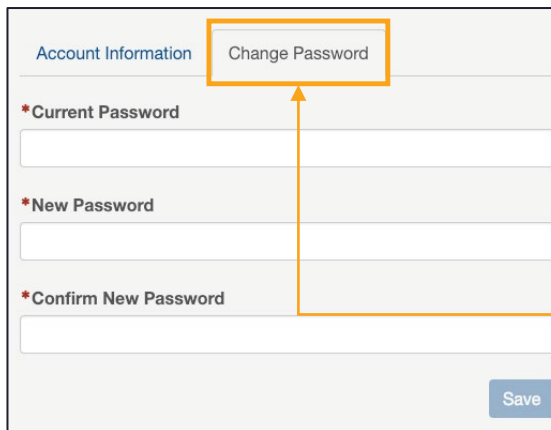 Account Information Change Password
*Current Password
*New Password
*Confirm New Password
Save